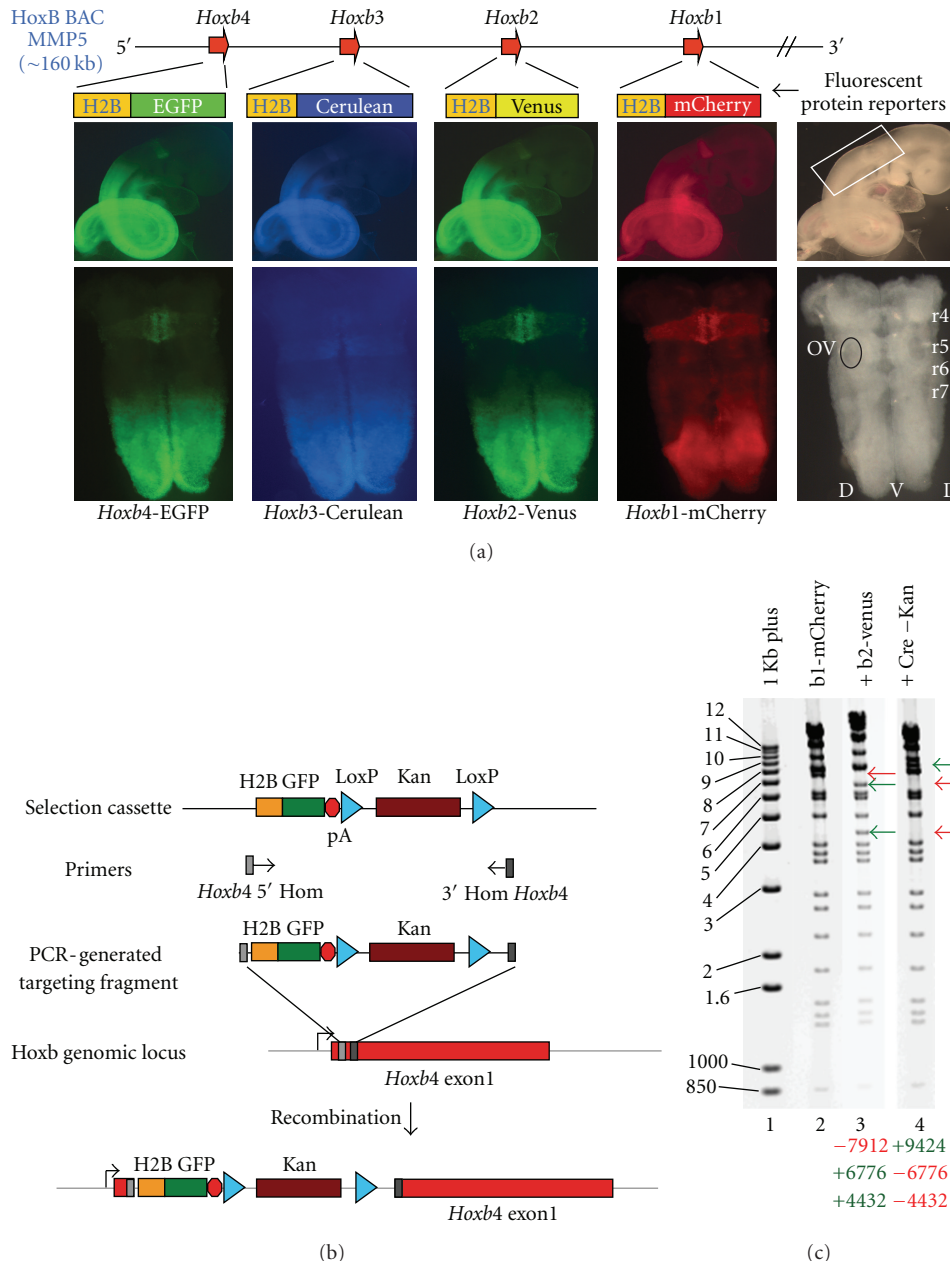 HoxB BAC
MMP5
(~160 kb)
5′
Hoxb4
Hoxb3
Hoxb2
Hoxb1
3′
H2B EGFP
H2B Cerulean
H2B Venus
H2B mCherry
Fluorescent
protein reporters
r4
OV
r5
r6
r7
D
V
D
Hoxb4-EGFP
Hoxb3-Cerulean
Hoxb2-Venus
Hoxb1-mCherry
(a)
H2B GFP
LoxP
Kan
LoxP
Selection cassette
pA
Primers
Hoxb4 5′ Hom
3′ Hom Hoxb4
H2B GFP
Kan
PCR-generated
targeting fragment
Hoxb genomic locus
Hoxb4 exon1
Recombination
H2B GFP
Kan
Hoxb4 exon1
(b)
1 Kb plus
b1-mCherry
+ b2-venus
+ Cre −Kan
12
11
10
9
8
7
6
5
4
3
2
1.6
1000
850
1
2
3
4
−7912 +9424
+6776 −6776
+4432 −4432
(c)